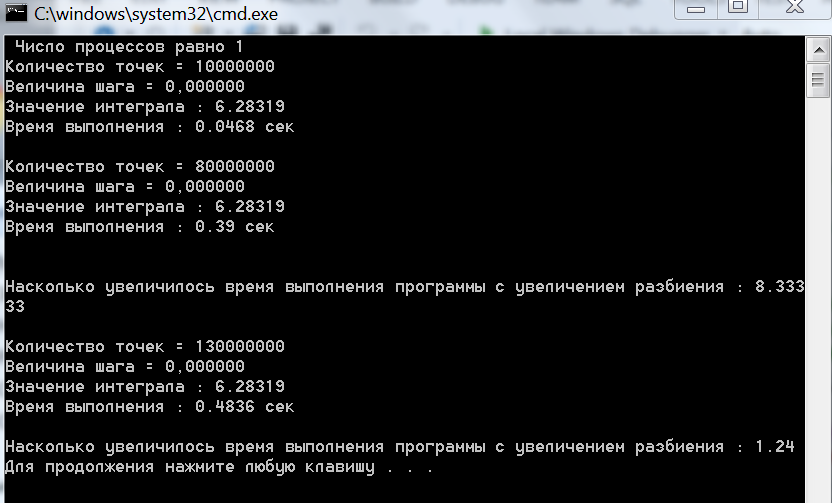 C:\windows\system32\cmd.exe
Число процессов равно 1
Количество точек = 10000000
Величина шага = 0,000000
Значение интеграла : 6.28319
Время выполнения : 0.0468 сек
Количество точек = 80000000
Величина шага = 0,000000
Значение интеграла : 6.28319
Время выполнения : 0.39 сек
Насколько увеличилось время выполнения программы с увеличением разбиения : 8.333
33
Количество точек = 130000000
Величина шага = 0,000000
Значение интеграла : 6.28319
Время выполнения : 0.4836 сек
Насколько увеличилось время выполнения программы с увеличением разбиения : 1.24
Для продолжения нажмите любую клавишу . . .